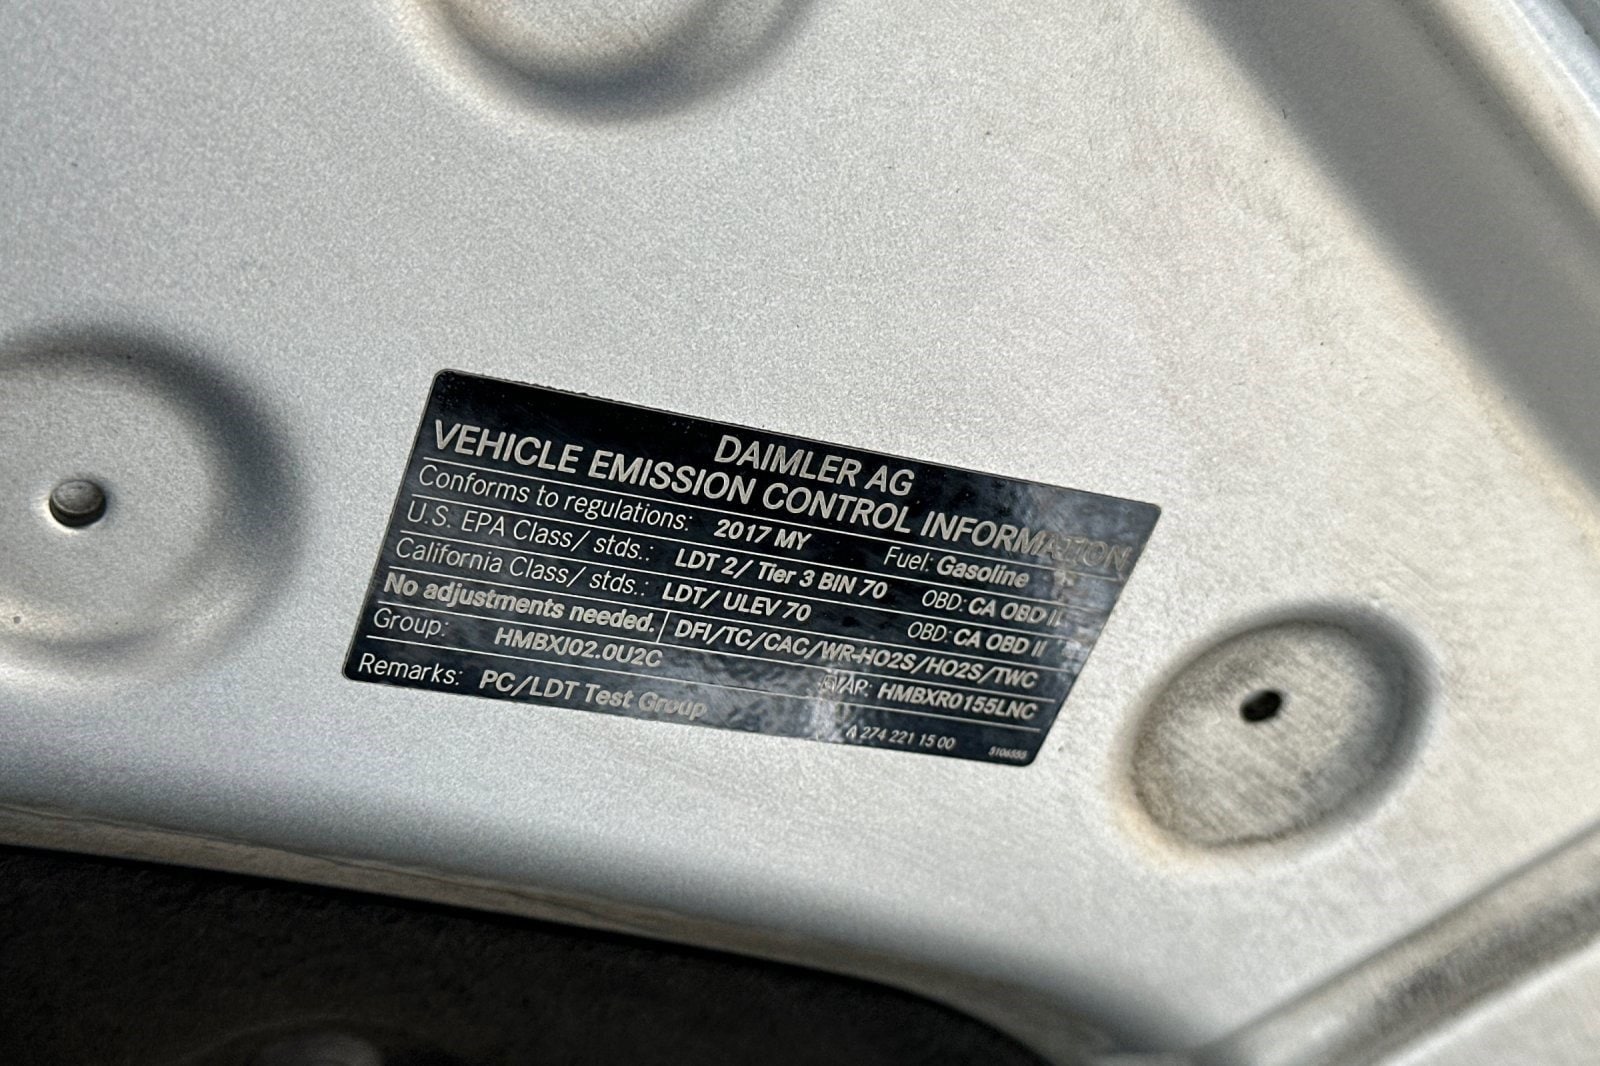 DAIMLER AG
VEHICLE EMISSION CONTROL INFORMATION
Conforms to regulations: 2017 MY Fuel: Gasoline
U.S. EPA Class/ stds.: LDT 2/ Tier 3 BIN 70 OBD: CA OBD II
California Class/ stds.: LDT/ ULEV 70 OBD: CA OBD II
No adjustments needed. DFI/TC/CAC/WR-HO2S/HO2S/TWC
Group: HMBXJ02.0U2C EVAP: HMBXR0155LNC
Remarks: PC/LDT Test Group
A 274 221 15 00 5106555